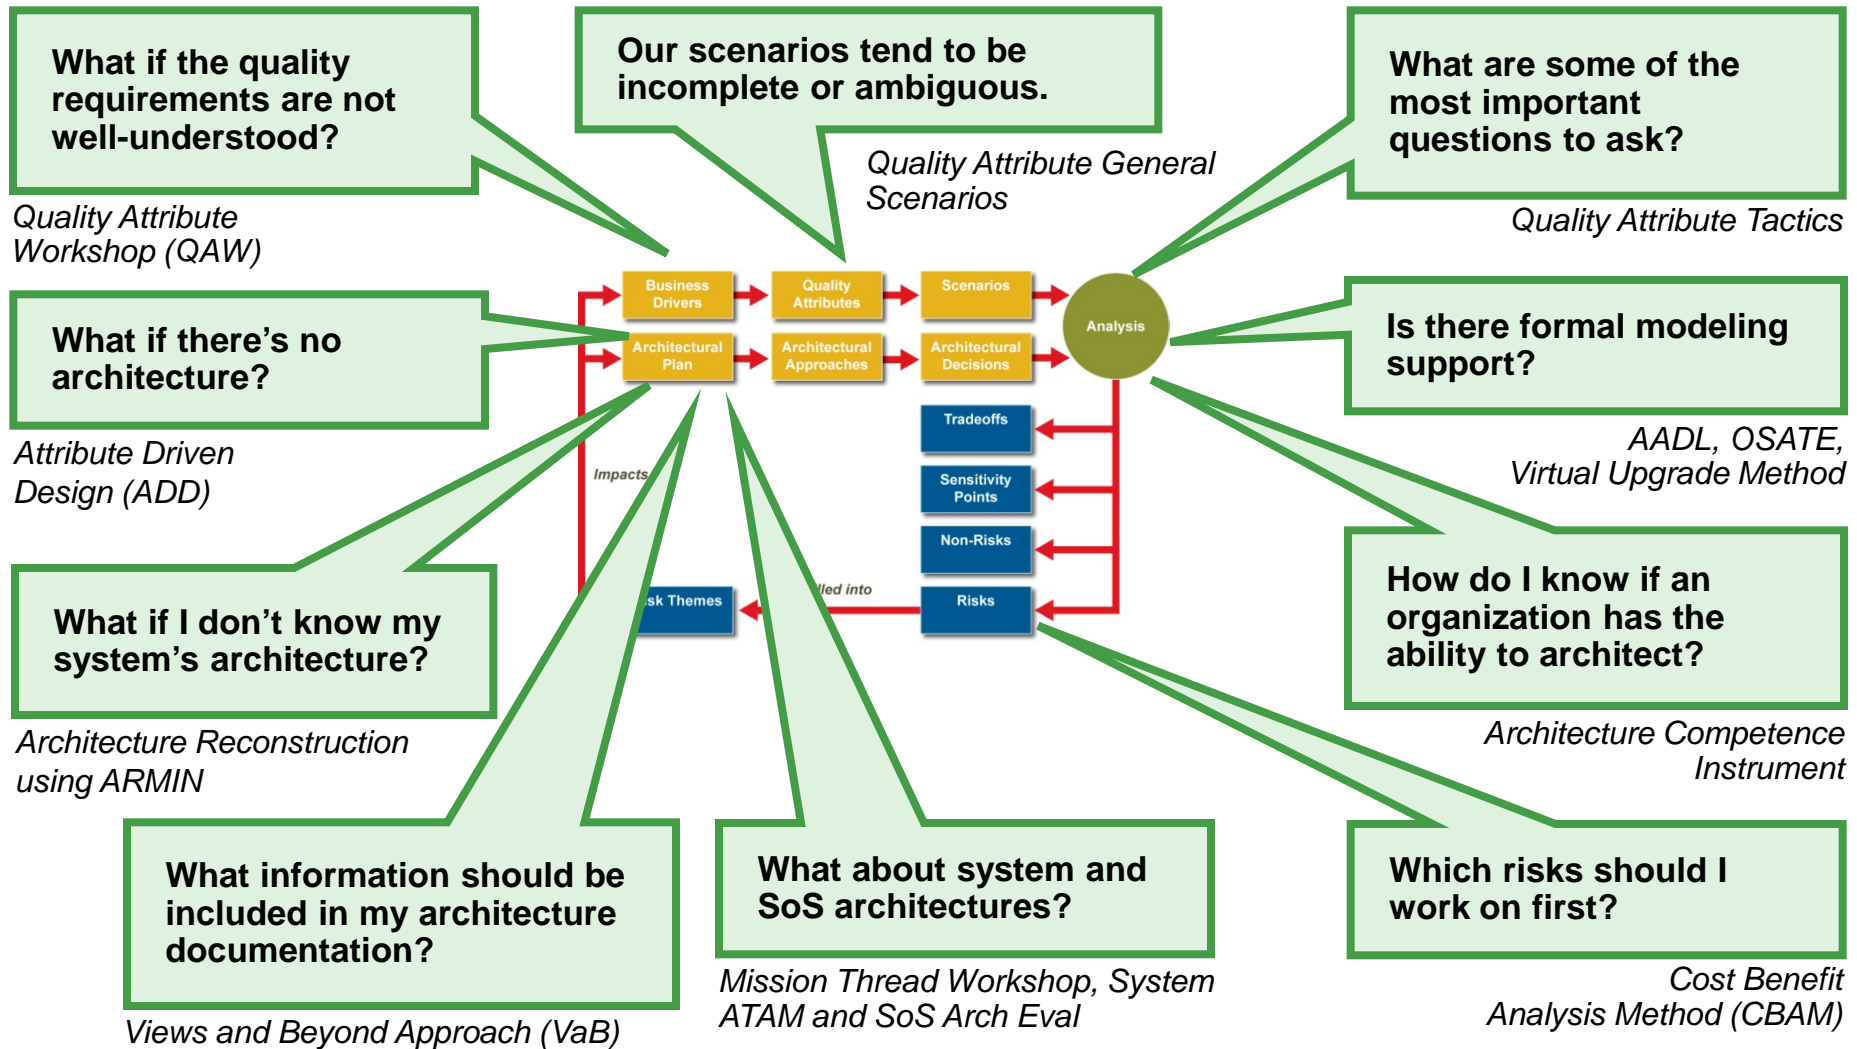 What if the quality
requirements are not
well-understood?
Quality Attribute
Workshop (QAW)
Our scenarios tend to be
incomplete or ambiguous.
Quality Attribute General
Scenarios
What are some of the
most important
questions to ask?
Quality Attribute Tactics
What if there's no
architecture?
Attribute Driven
Design (ADD)
Business
Drivers
Quality
Attributes
Scenarios
Analysis
Architectural
Plan
Architectural
Approaches
Architectural
Decisions
Tradeoffs
Sensitivity
Points
Non-Risks
Risks
Impacts
lled into
sk Themes
Is there formal modeling
support?
AADL, OSATE,
Virtual Upgrade Method
What if I don't know my
system's architecture?
Architecture Reconstruction
using ARMIN
How do I know if an
organization has the
ability to architect?
Architecture Competence
Instrument
What information should be
included in my architecture
documentation?
Views and Beyond Approach (VaB)
What about system and
SoS architectures?
Mission Thread Workshop, System
ATAM and SoS Arch Eval
Which risks should I
work on first?
Cost Benefit
Analysis Method (CBAM)